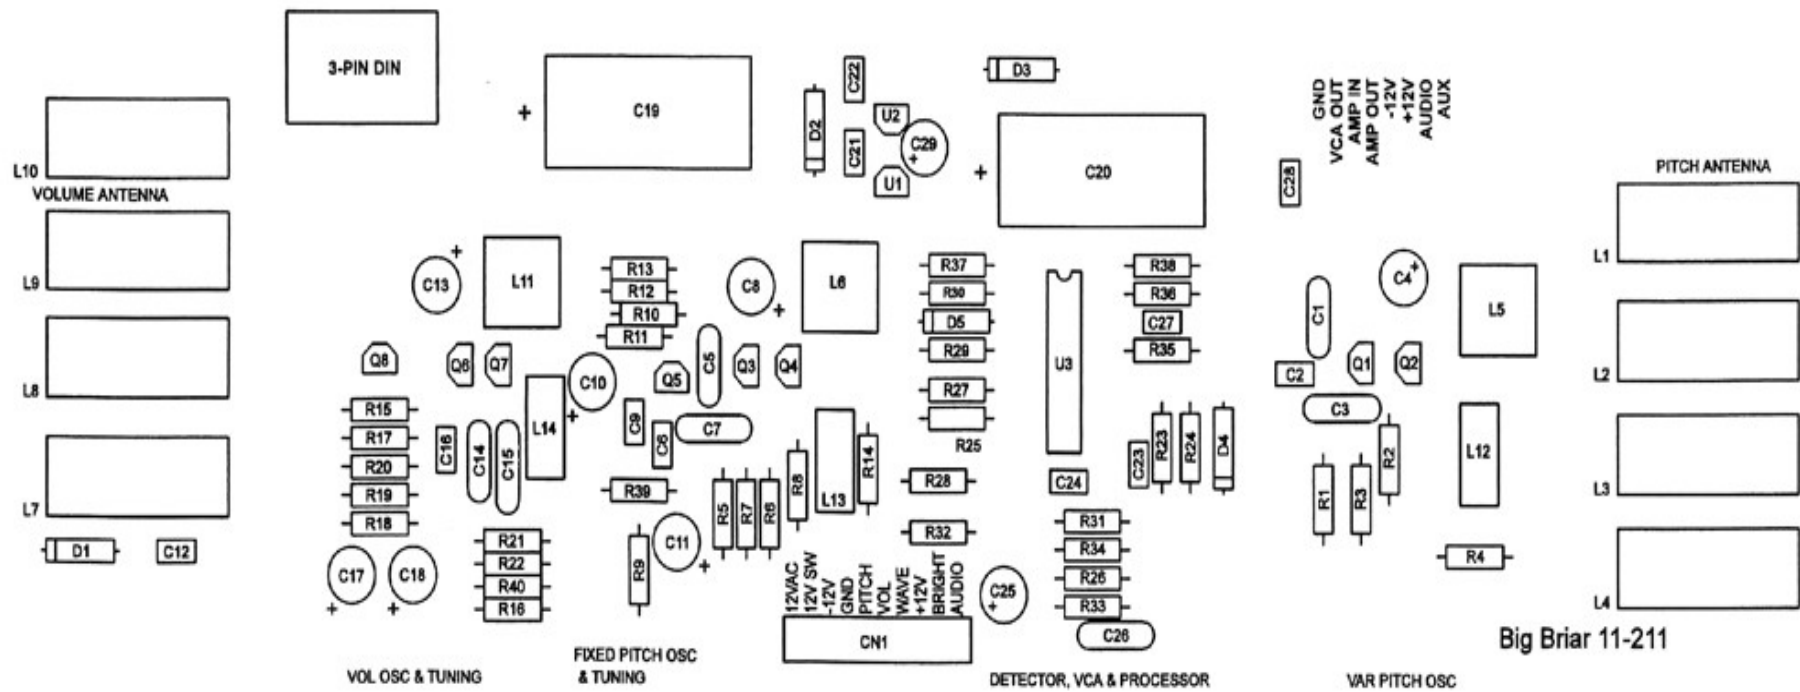 3-PIN DIN
L10
VOLUME ANTENNA
L9
L8
L7
D1
C12
C19
+
D2
C22
C21
U2
U1
C29
+
D3
C20
+
GND
VCA OUT
AMP IN
AMP OUT
-12V
+12V
AUDIO
AUX
C28
PITCH ANTENNA
L1
L2
L3
L4
C13
+
L11
R13
R12
R10
R11
C8
+
L6
R37
R30
D5
R29
R27
R25
U3
R38
R36
C27
R35
C1
C4
+
L5
Q8
Q6
Q7
C10
+
Q5
C5
Q3
Q4
C2
Q1
Q2
C3
R15
R17
R20
R19
R18
C16
C14
C15
L14
C9
C6
C7
R39
R5
R7
R6
R8
L13
R14
R28
R32
C24
C23
R23
R24
D4
R1
R3
R2
L12
R4
C17
+
C18
+
R21
R22
R40
R16
R9
C11
+
12VAC
12V SW
-12V
GND
PITCH
VOL
WAVE
+12V
BRIGHT
AUDIO
CN1
C25
+
R31
R34
R26
R33
C26
Big Briar 11-211
VOL OSC & TUNING
FIXED PITCH OSC
& TUNING
DETECTOR, VCA & PROCESSOR
VAR PITCH OSC